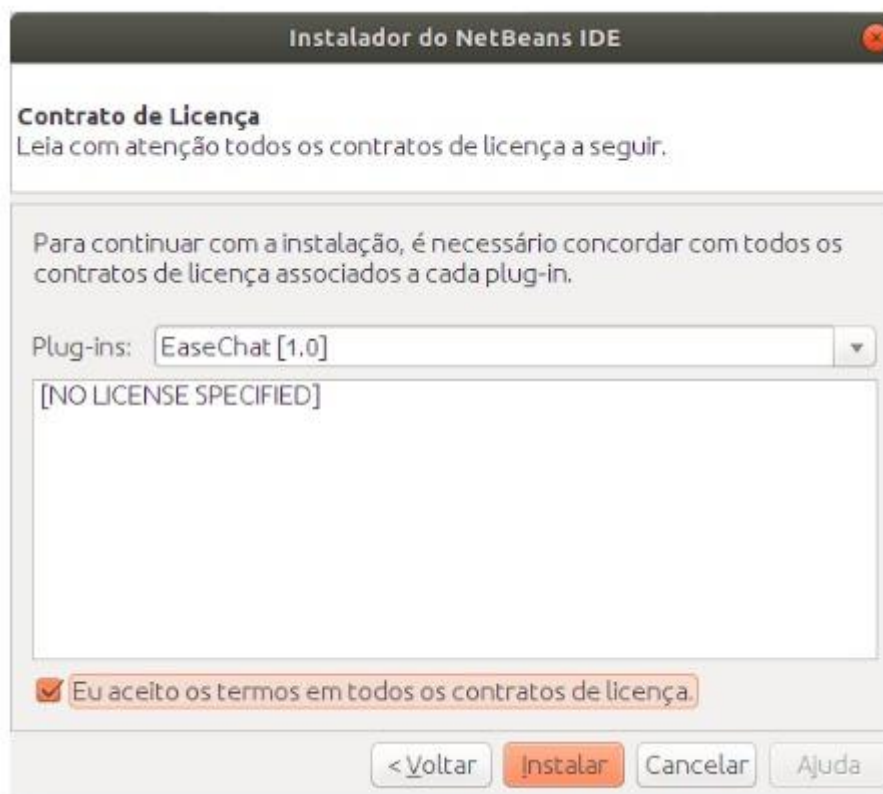 Instalador do NetBeans IDE
Contrato de Licença
Leia com atenção todos os contratos de licença a seguir.
Para continuar com a instalação, é necessário concordar com todos os
contratos de licença associados a cada plug-in.
Plug-ins: EaseChat [1.0]
[NO LICENSE SPECIFIED]
Eu aceito os termos em todos os contratos de licença.
< Voltar Instalar Cancelar Ajuda